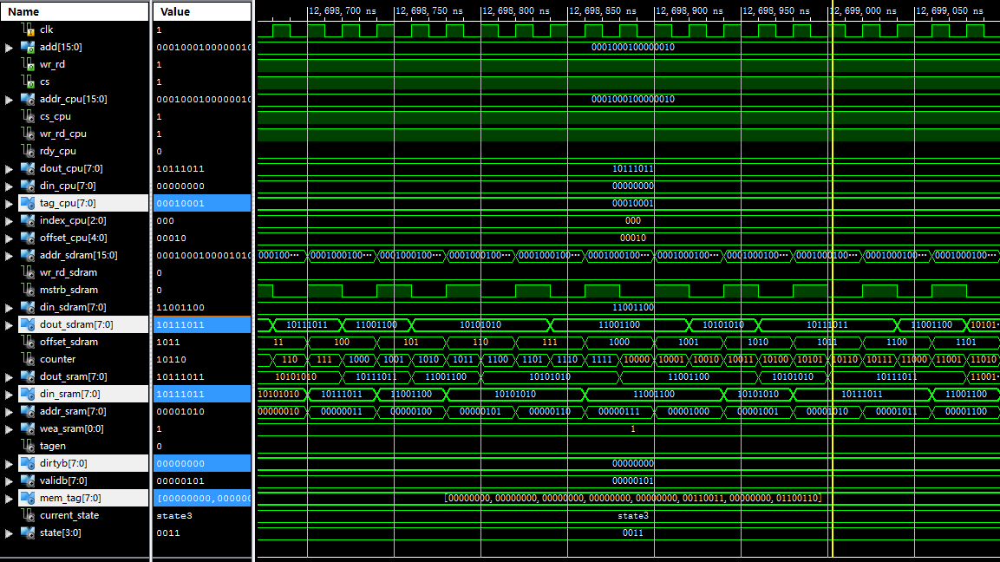 Name Value 12,698,700 ns 12,698,750 ns 12,698,800 ns 12,698,850 ns 12,698,900 ns 12,698,950 ns 12,699,000 ns 12,699,050 ns
clk 1
add[15:0] 0001000100000010 0001000100000010
wr_rd 1
cs 1
addr_cpu[15:0] 0001000100000010 0001000100000010
cs_cpu 1
wr_rd_cpu 1
rdy_cpu 0
dout_cpu[7:0] 10111011 10111011
din_cpu[7:0] 00000000 00000000
tag_cpu[7:0] 00010001 00010001
index_cpu[2:0] 000 000
offset_cpu[4:0] 00010 00010
addr_sdram[15:0] 0001000100001010 000100··· 0001000100··· 0001000100··· 0001000100··· 0001000100··· 0001000100··· 0001000100··· 0001000100··· 0001000100··· 0001000100··· 0001000100···
wr_rd_sdram 0
mstrb_sdram 0
din_sdram[7:0] 11001100 11001100
dout_sdram[7:0] 10111011 10111011 11001100 10101010 11001100 10101010 10111011 11001100 10101·
offset_sdram 1011 11 100 101 110 111 1000 1001 1010 1011 1100 1101
counter 10110 110 111 1000 1001 1010 1011 1100 1101 1110 1111 10000 10001 10010 10011 10100 10101 10110 10111 11000 11001 11010
dout_sram[7:0] 10111011 10101010 10111011 11001100 10101010 11001100 10101010 10111011 11001·
din_sram[7:0] 10111011 10101010 10111011 11001100 10101010 11001100 10101010 10111011 11001100
addr_sram[7:0] 00001010 00000010 00000011 00000100 00000101 00000110 00000111 00001000 00001001 00001010 00001011 00001100
wea_sram[0:0] 1 1
tagen 0
dirtyb[7:0] 00000000 00000000
validb[7:0] 00000101 00000101
mem_tag[7:0] [00000000,000000 [00000000,00000000,00000000,00000000,00000000,00110011,00000000,01100110]
current_state state3 state3
state[3:0] 0011 0011